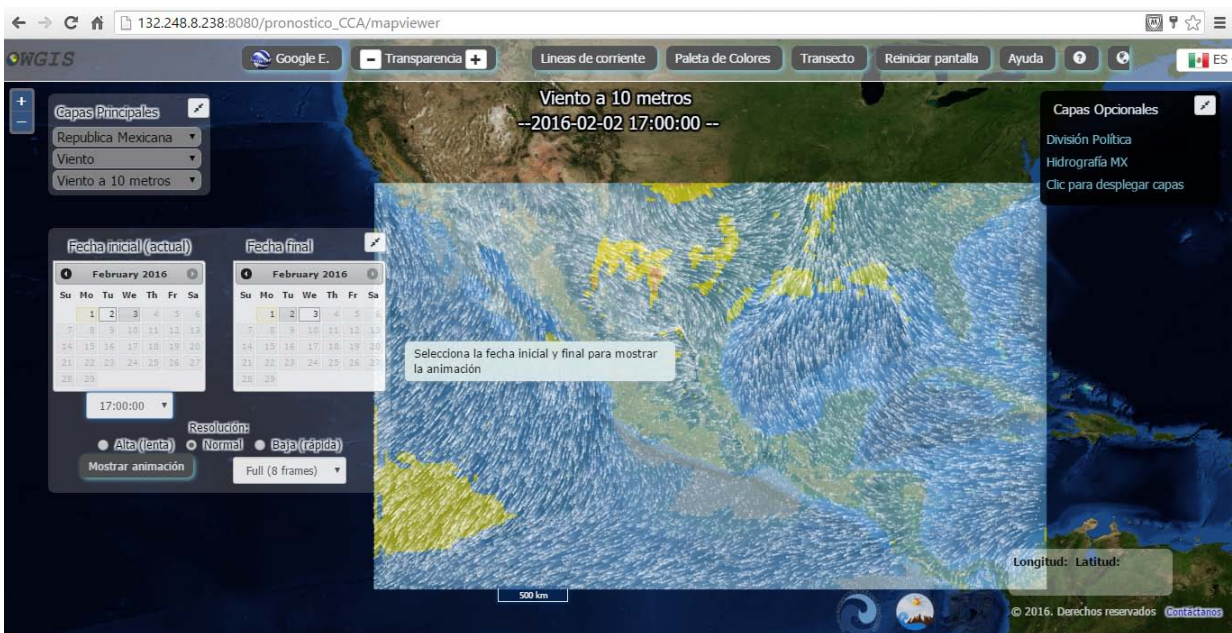 132.248.8.238:8080/pronostico_CCA/mapviewer
OWGIS
Google E.
− Transparencia +
Lineas de corriente
Paleta de Colores
Transecto
Reiniciar pantalla
Ayuda
?
ES
+
−
Capas Principales
Republica Mexicana
Viento
Viento a 10 metros
Viento a 10 metros
--2016-02-02 17:00:00 --
Capas Opcionales
División Política
Hidrografía MX
Clic para desplegar capas
Fecha inicial (actual)
Fecha final
February 2016
Su Mo Tu We Th Fr Sa
1 2 3 4 5 6
7 8 9 10 11 12 13
14 15 16 17 18 19 20
21 22 23 24 25 26 27
28 29
February 2016
Su Mo Tu We Th Fr Sa
1 2 3 4 5 6
7 8 9 10 11 12 13
14 15 16 17 18 19 20
21 22 23 24 25 26 27
28 29
Selecciona la fecha inicial y final para mostrar
la animación
17:00:00
Resolución:
Alta (lenta) Normal Baja (rápida)
Mostrar animación
Full (8 frames)
Longitud: Latitud:
500 km
© 2016. Derechos reservados Contáctanos